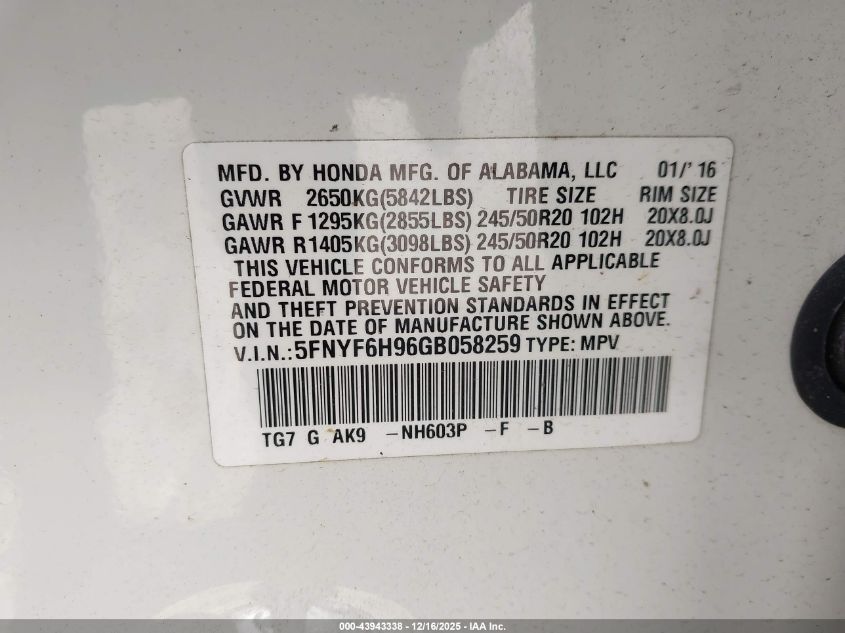 MFD. BY HONDA MFG. OF ALABAMA, LLC 01/'16
GVWR 2650KG(5842LBS) TIRE SIZE RIM SIZE
GAWR F 1295KG(2855LBS) 245/50R20 102H 20X8.0J
GAWR R1405KG(3098LBS) 245/50R20 102H 20X8.0J
THIS VEHICLE CONFORMS TO ALL APPLICABLE
FEDERAL MOTOR VEHICLE SAFETY
AND THEFT PREVENTION STANDARDS IN EFFECT
ON THE DATE OF MANUFACTURE SHOWN ABOVE.
V.I.N.: 5FNYF6H96GB058259 TYPE: MPV
TG7 G AK9 -NH603P -F -B
000-43943338 - 12/16/2025 - IAA Inc.